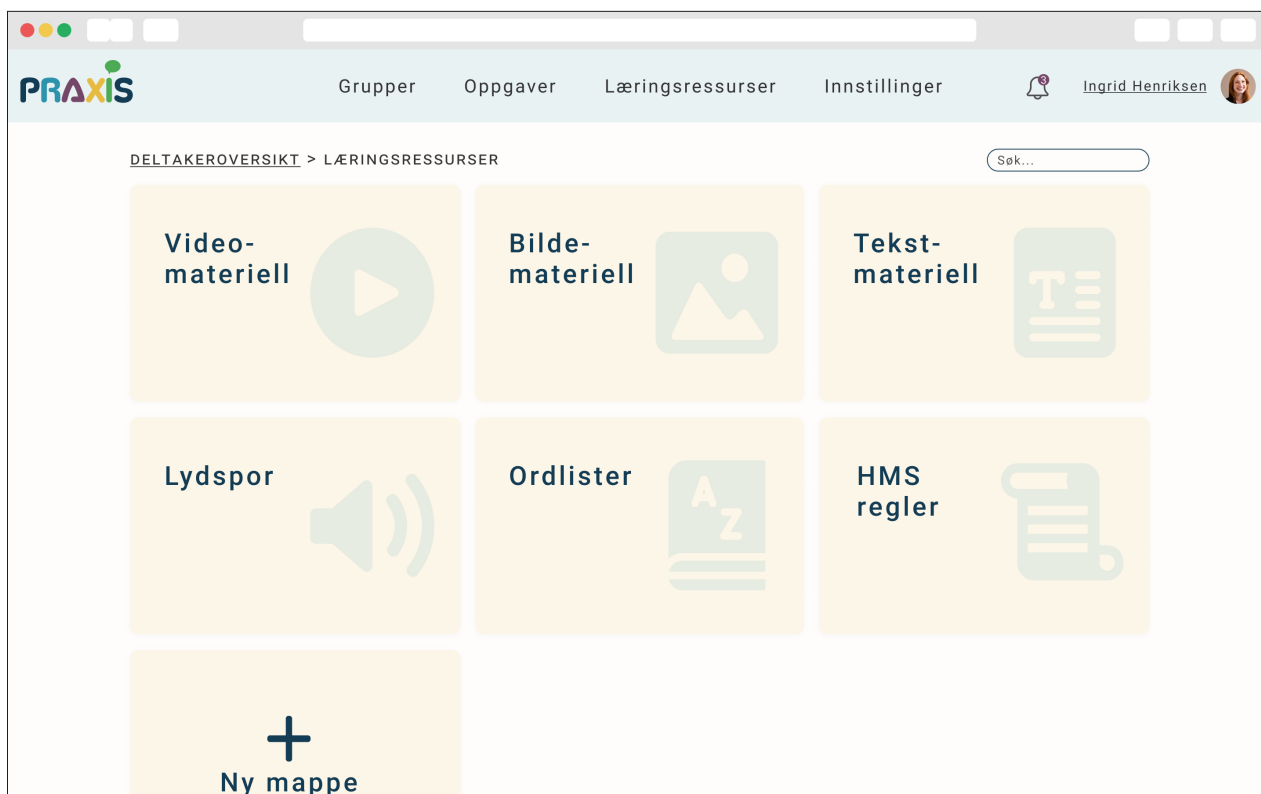 PRAXIS
Grupper Oppgaver Læringsressurser Innstillinger 3 Ingrid Henriksen
DELTAKEROVERSIKT > LÆRINGSRESSURSER Søk...
Video-
materiell
Bilde-
materiell
Tekst-
materiell
T
Lydspor
Ordlister
A
Z
HMS
regler
Ny mappe